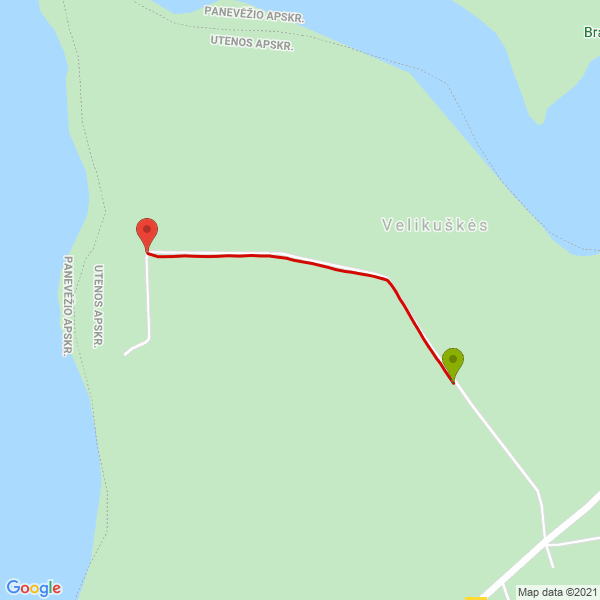 PANEVĖŽIO APSKR.
UTENOS APSKR.
Bra
Velikuškės
PANEVĖŽIO APSKR.
UTENOS APSKR.
Google
Map data ©2021